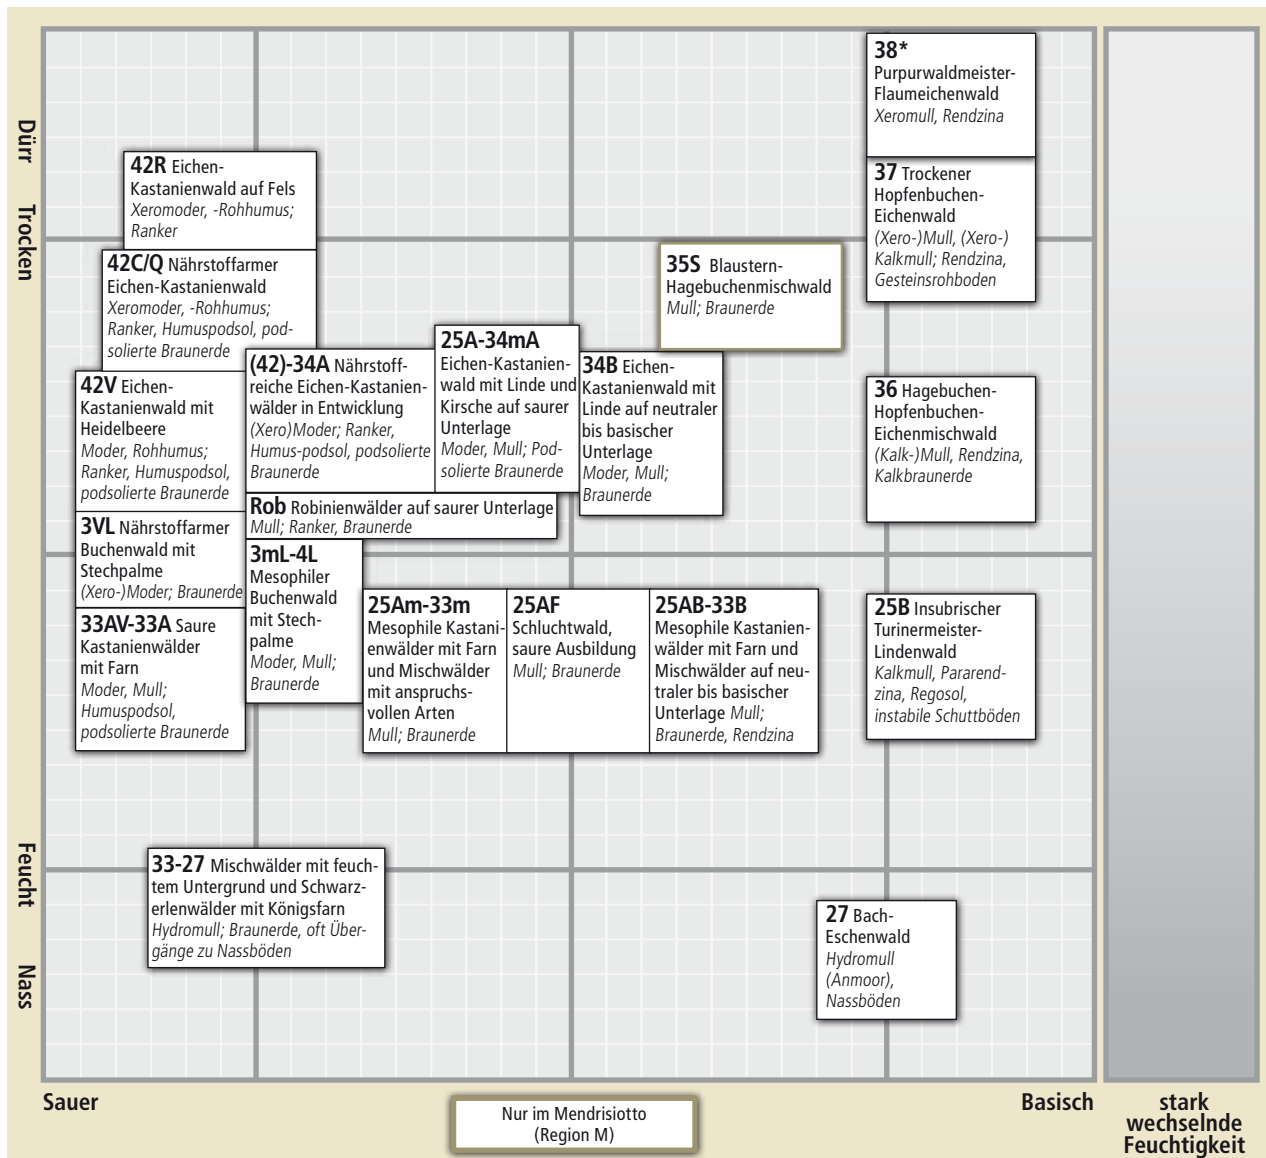 Dürr
Trocken
Feucht
Nass
38*
Purpurwaldmeister-
Flaumeichenwald
Xeromull, Rendzina
37 Trockener
Hopfenbuchen-
Eichenwald
(Xero-)Mull, (Xero-)
Kalkmull; Rendzina,
Gesteinsrohboden
42R Eichen-
Kastanienwald auf Fels
Xeromoder, -Rohhumus;
Ranker
42C/Q Nährstoffarmer
Eichen-Kastanienwald
Xeromoder, -Rohhumus;
Ranker, Humuspodsol, pod-
solierte Braunerde
35S Blaustern-
Hagebuchenmischwald
Mull; Braunerde
42V Eichen-
Kastanienwald mit
Heidelbeere
Moder, Rohhumus;
Ranker, Humuspodsol,
podsolierte Braunerde
(42)-34A Nährstoff-
reiche Eichen-Kastanien-
wälder in Entwicklung
(Xero)Moder; Ranker,
Humus-podsol, podsolierte
Braunerde
25A-34mA
Eichen-Kastanien-
wald mit Linde und
Kirsche auf saurer
Unterlage
Moder, Mull; Pod-
solierte Braunerde
34B Eichen-
Kastanienwald mit
Linde auf neutraler
bis basischer
Unterlage
Moder, Mull;
Braunerde
36 Hagebuchen-
Hopfenbuchen-
Eichenmischwald
(Kalk-)Mull, Rendzina,
Kalkbraunerde
Rob Robinienwälder auf saurer Unterlage
Mull; Ranker, Braunerde
3VL Nährstoffarmer
Buchenwald mit
Stechpalme
(Xero-)Moder; Braunerde
3mL-4L
Mesophiler
Buchenwald
mit Stech-
palme
Moder, Mull;
Braunerde
33AV-33A Saure
Kastanienwälder
mit Farn
Moder, Mull;
Humuspodsol,
podsolierte Braunerde
25Am-33m
Mesophile Kastani-
enwälder mit Farn
und Mischwälder
mit anspruchs-
vollen Arten
Mull; Braunerde
25AF
Schluchtwald,
saure Ausbildung
Mull; Braunerde
25AB-33B
Mesophile Kastanien-
wälder mit Farn und
Mischwälder auf neu-
traler bis basischer
Unterlage Mull;
Braunerde, Rendzina
25B Insubrischer
Turinermeister-
Lindenwald
Kalkmull, Pararend-
zina, Regosol,
instabile Schuttböden
33-27 Mischwälder mit feuch-
tem Untergrund und Schwarz-
erlenwälder mit Königsfarn
Hydromull; Braunerde, oft Über-
gänge zu Nassböden
27 Bach-
Eschenwald
Hydromull
(Anmoor),
Nassböden
Sauer
Basisch
stark
wechselnde
Feuchtigkeit
Nur im Mendrisiotto
(Region M)